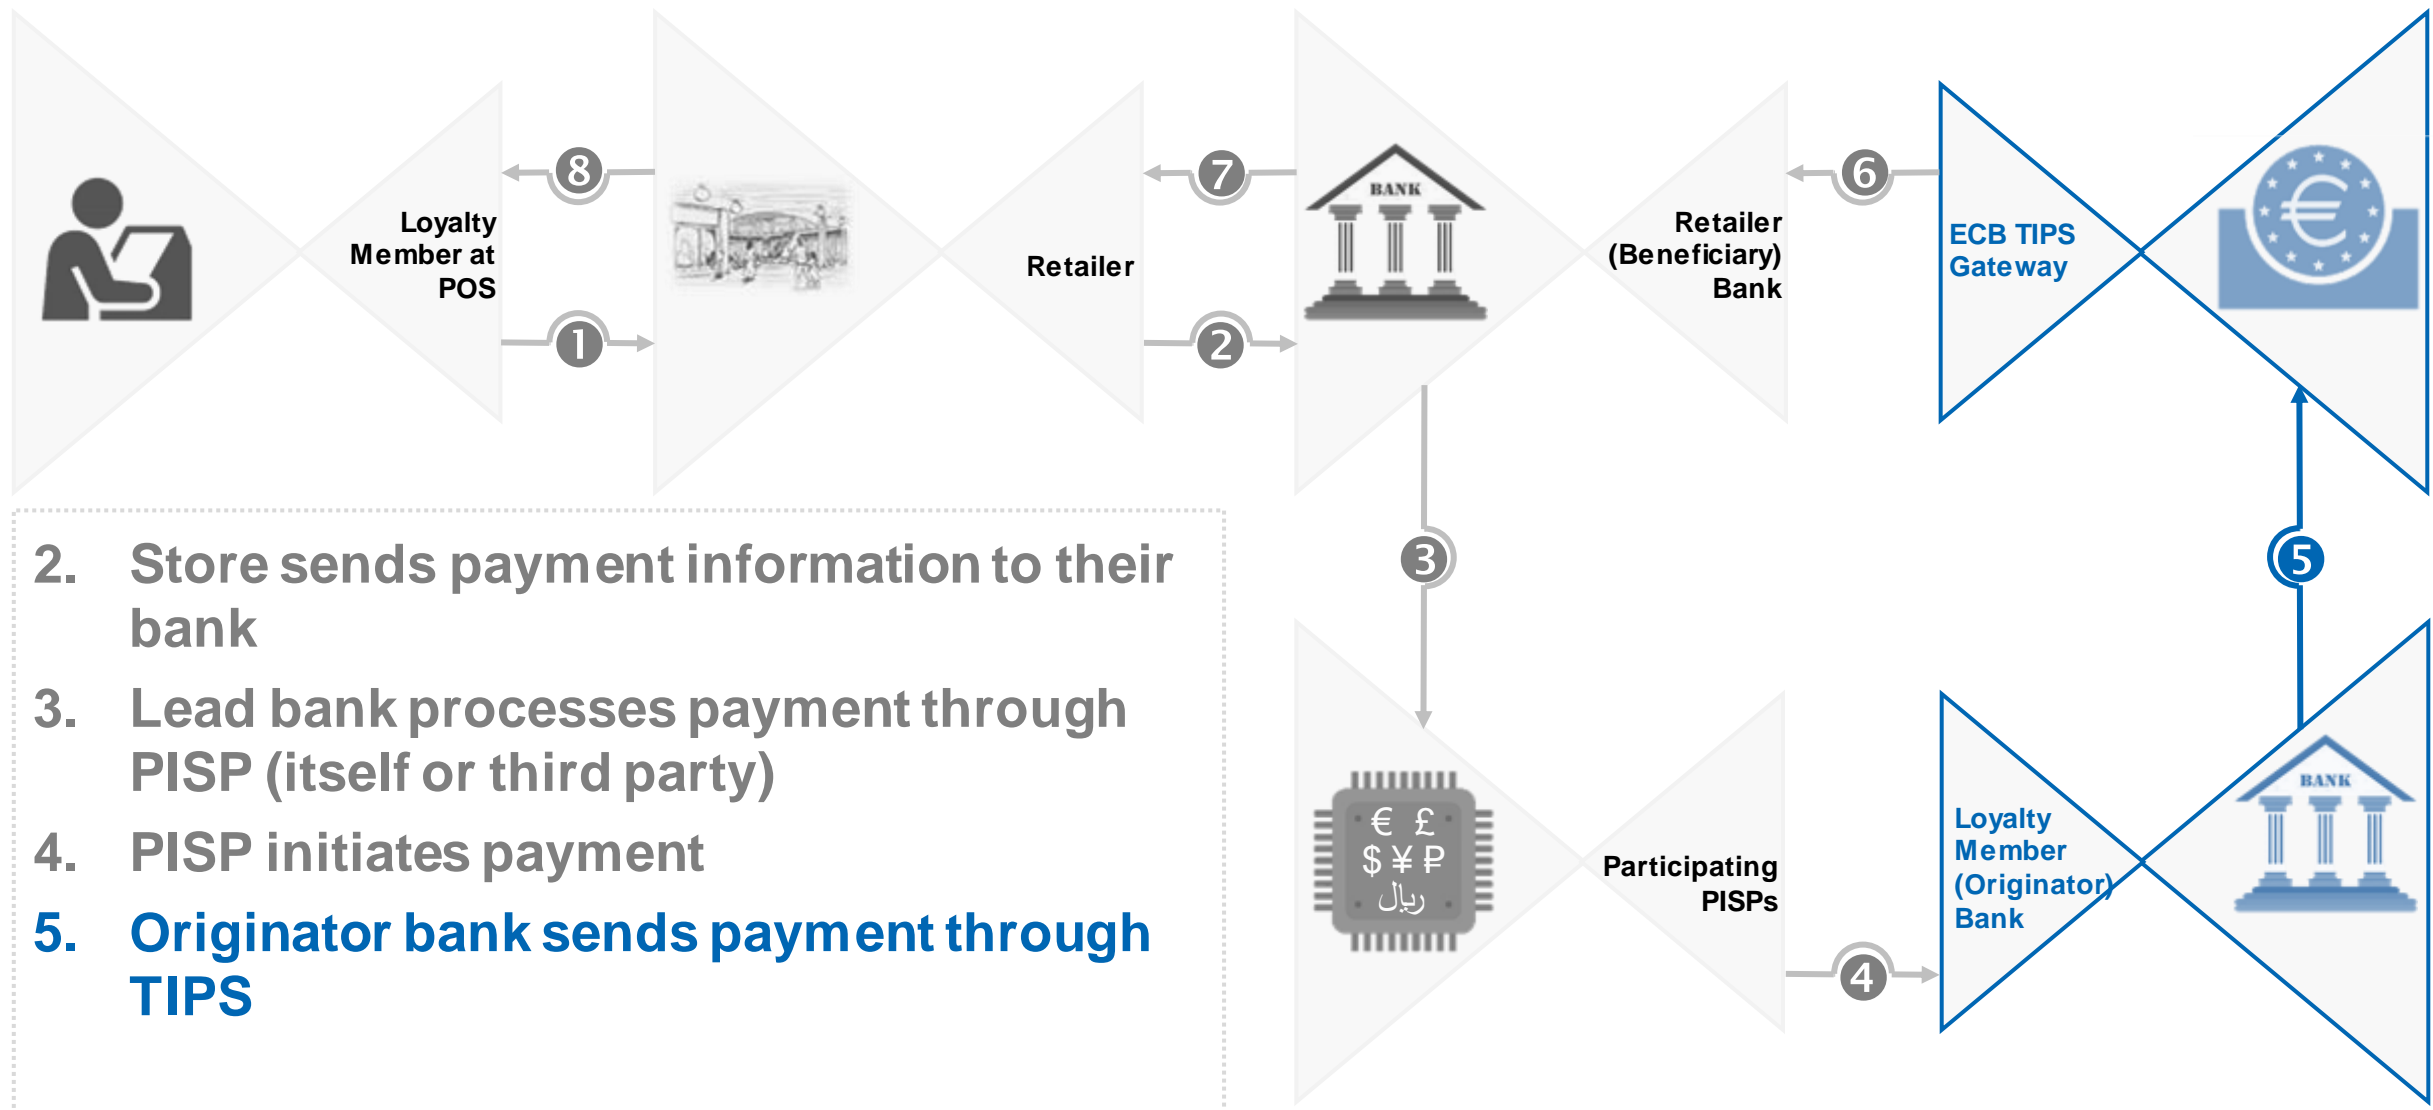 8
7
6
BANK
Loyalty
Member at
POS
Retailer
Retailer
(Beneficiary)
Bank
ECB TIPS
Gateway
€
1
2
3
5
2. Store sends payment information to their
bank
3. Lead bank processes payment through
PISP (itself or third party)
4. PISP initiates payment
5. Originator bank sends payment through
TIPS
€ £
$ ¥ ₽
ریال
Participating
PISPs
4
Loyalty
Member
(Originator)
Bank
BANK